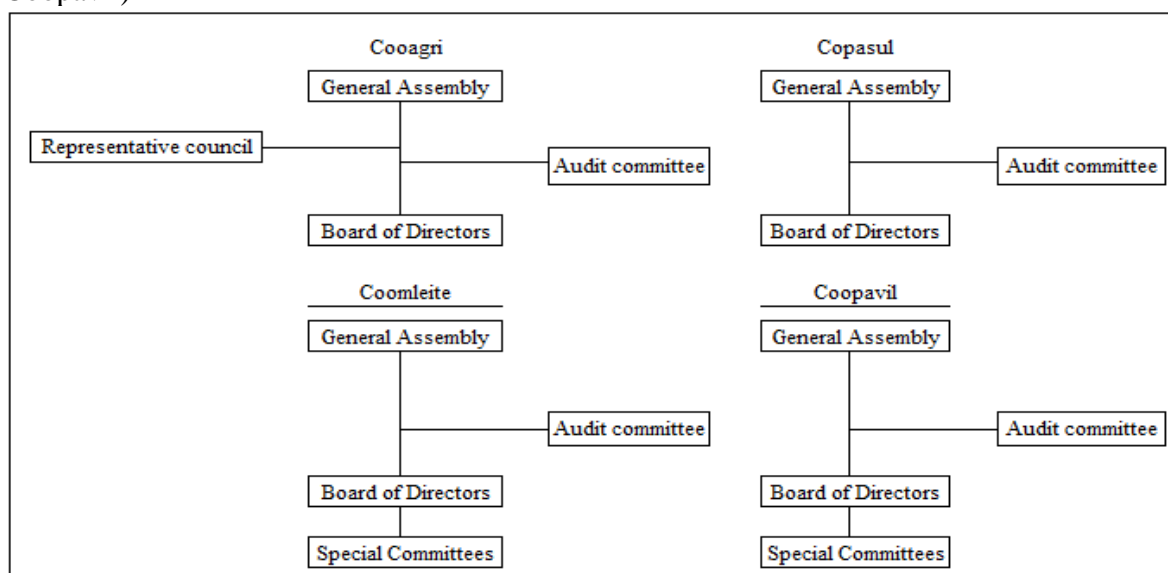 Cooagri
General Assembly
Representative council
Audit committee
Board of Directors
Copasul
General Assembly
Audit committee
Board of Directors
Coomleite
General Assembly
Audit committee
Board of Directors
Special Committees
Coopavil
General Assembly
Audit committee
Board of Directors
Special Committees